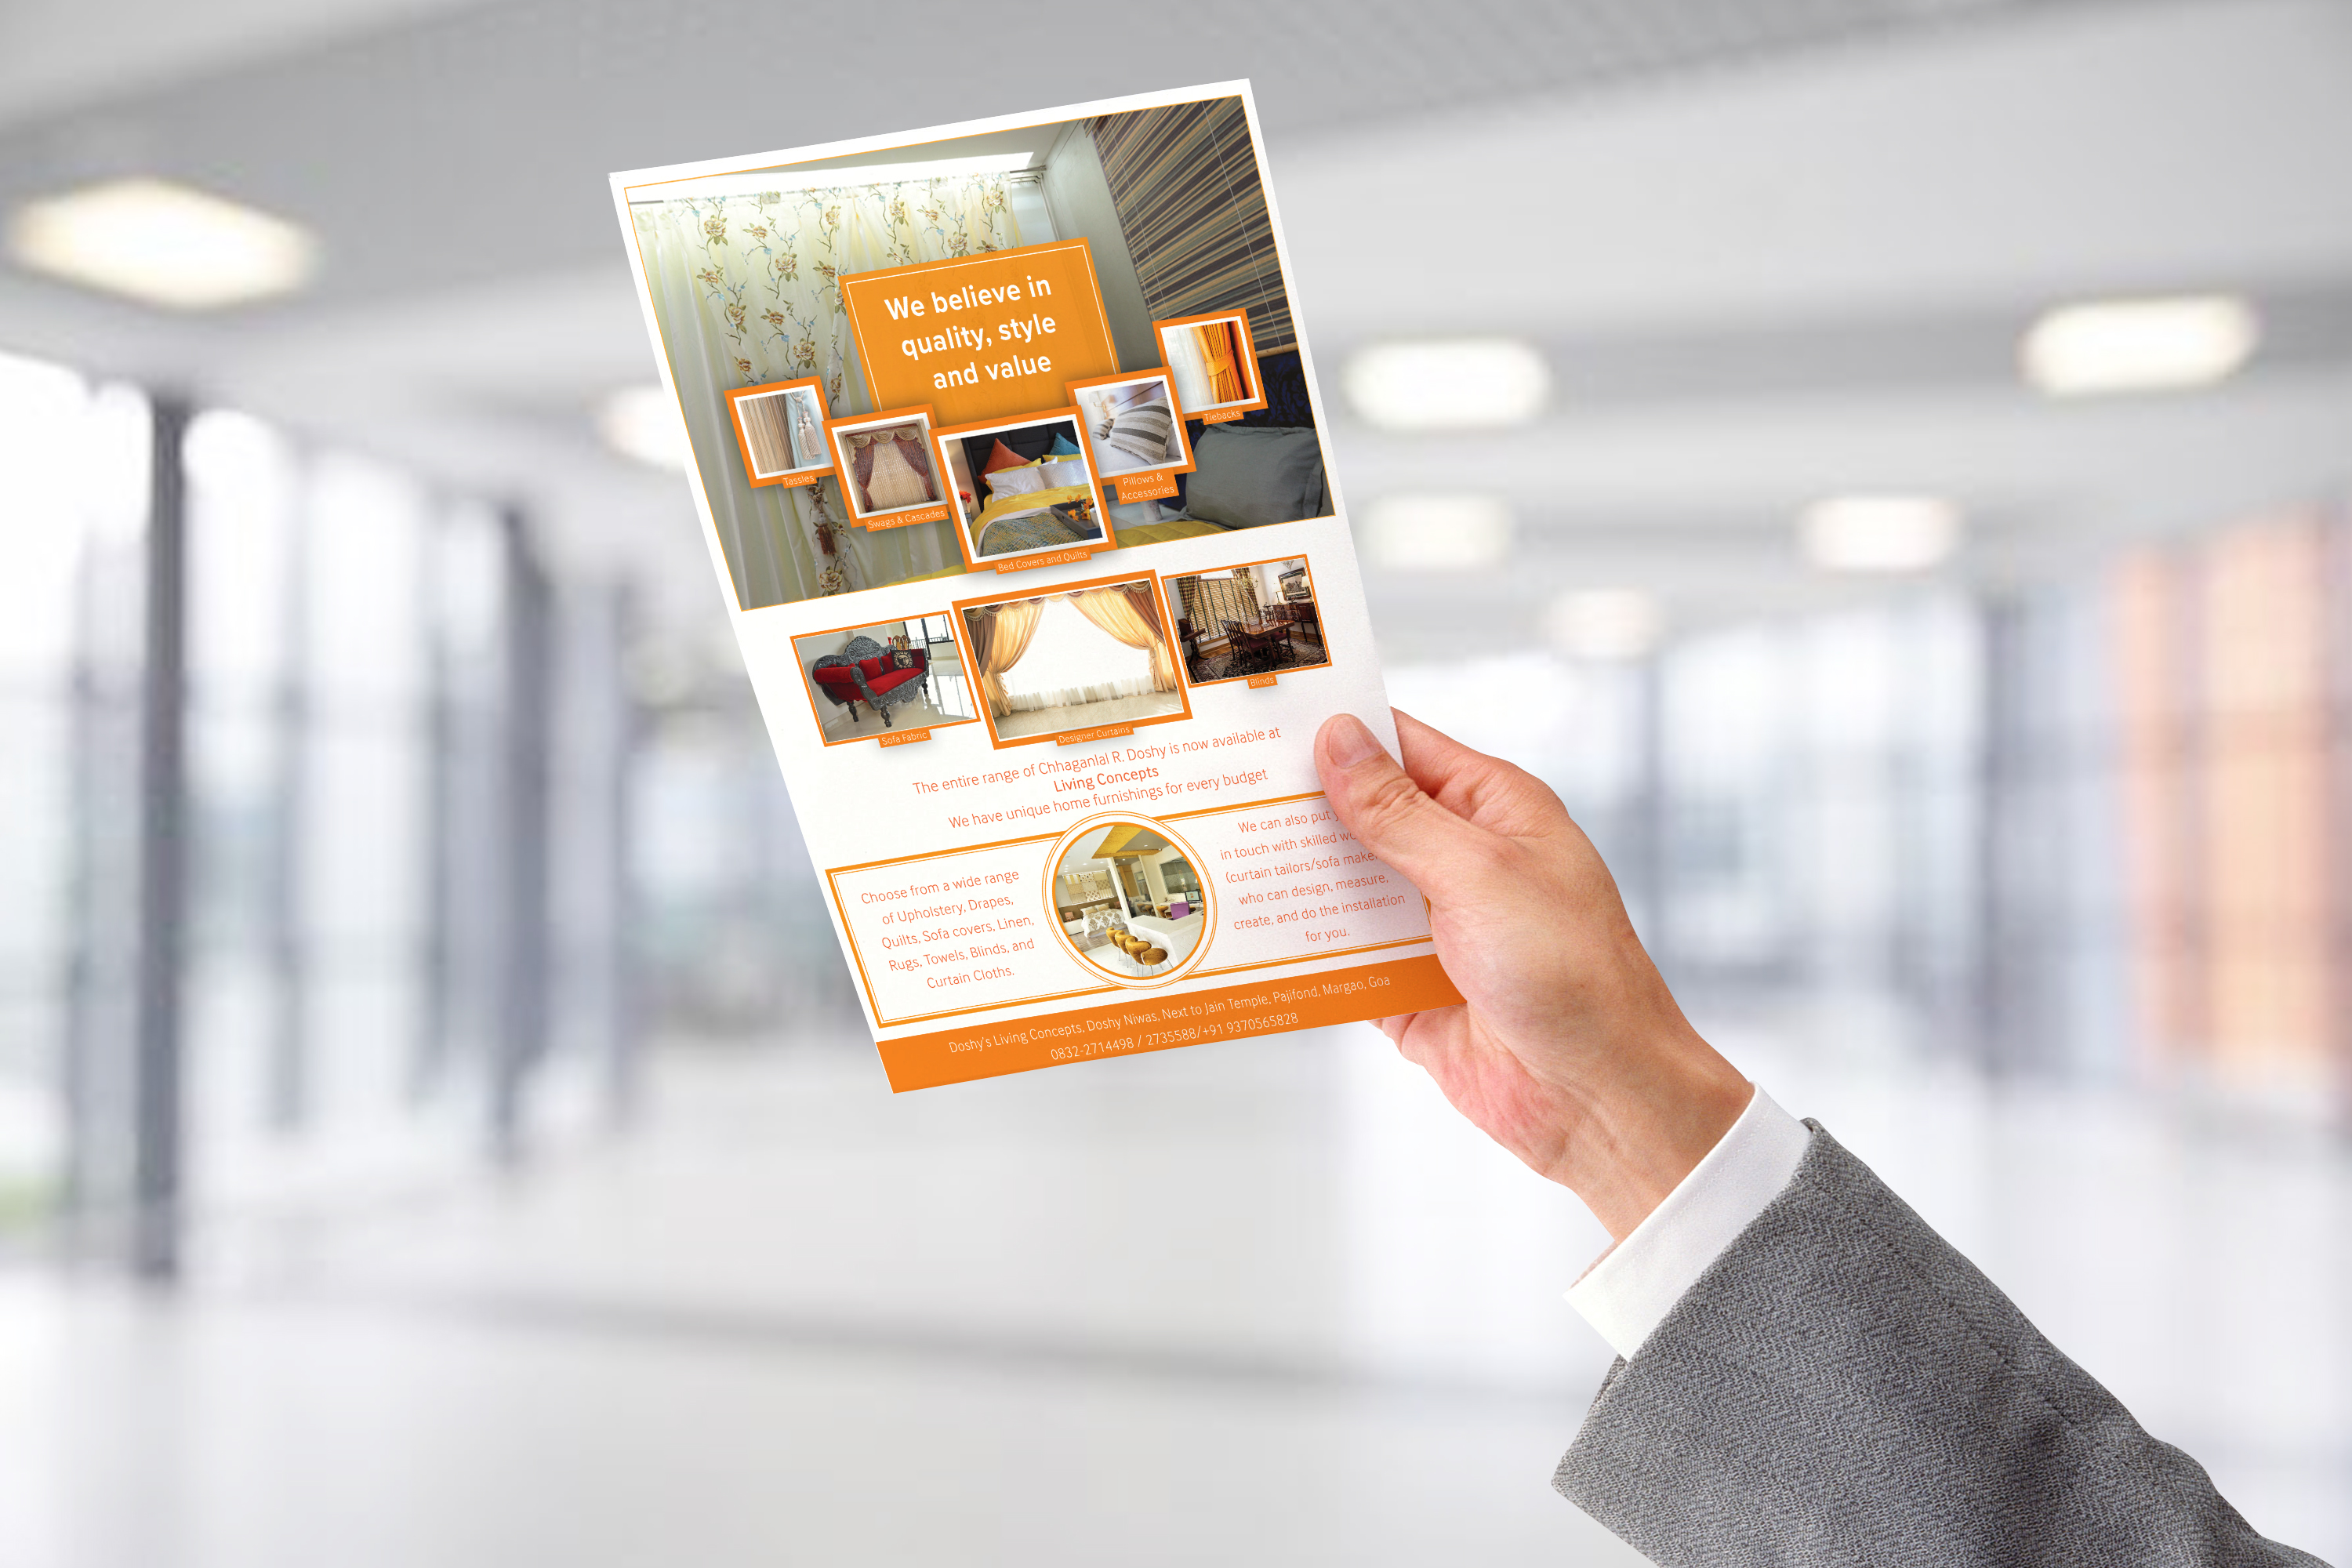 We believe in
quality, style
and value
Tassles
Swags & Cascades
Bed Covers and Quilts
Pillows &
Accessories
Tiebacks
Sofa Fabric
Designer Curtains
Blinds
The entire range of Chhaganlal R. Doshy is now available at
Living Concepts
We have unique home furnishings for every budget
Choose from a wide range
of Upholstery, Drapes,
Quilts, Sofa covers, Linen,
Rugs, Towels, Blinds, and
Curtain Cloths.
We can also put
in touch with skilled
(curtain tailors/sofa
who can design, measure,
create, and do the installation
for you.
Doshy's Living Concepts, Doshy Niwas, Next to Jain Temple, Pajifond, Margao, Goa
0832-2714498 / 2735588/+91 9370565828